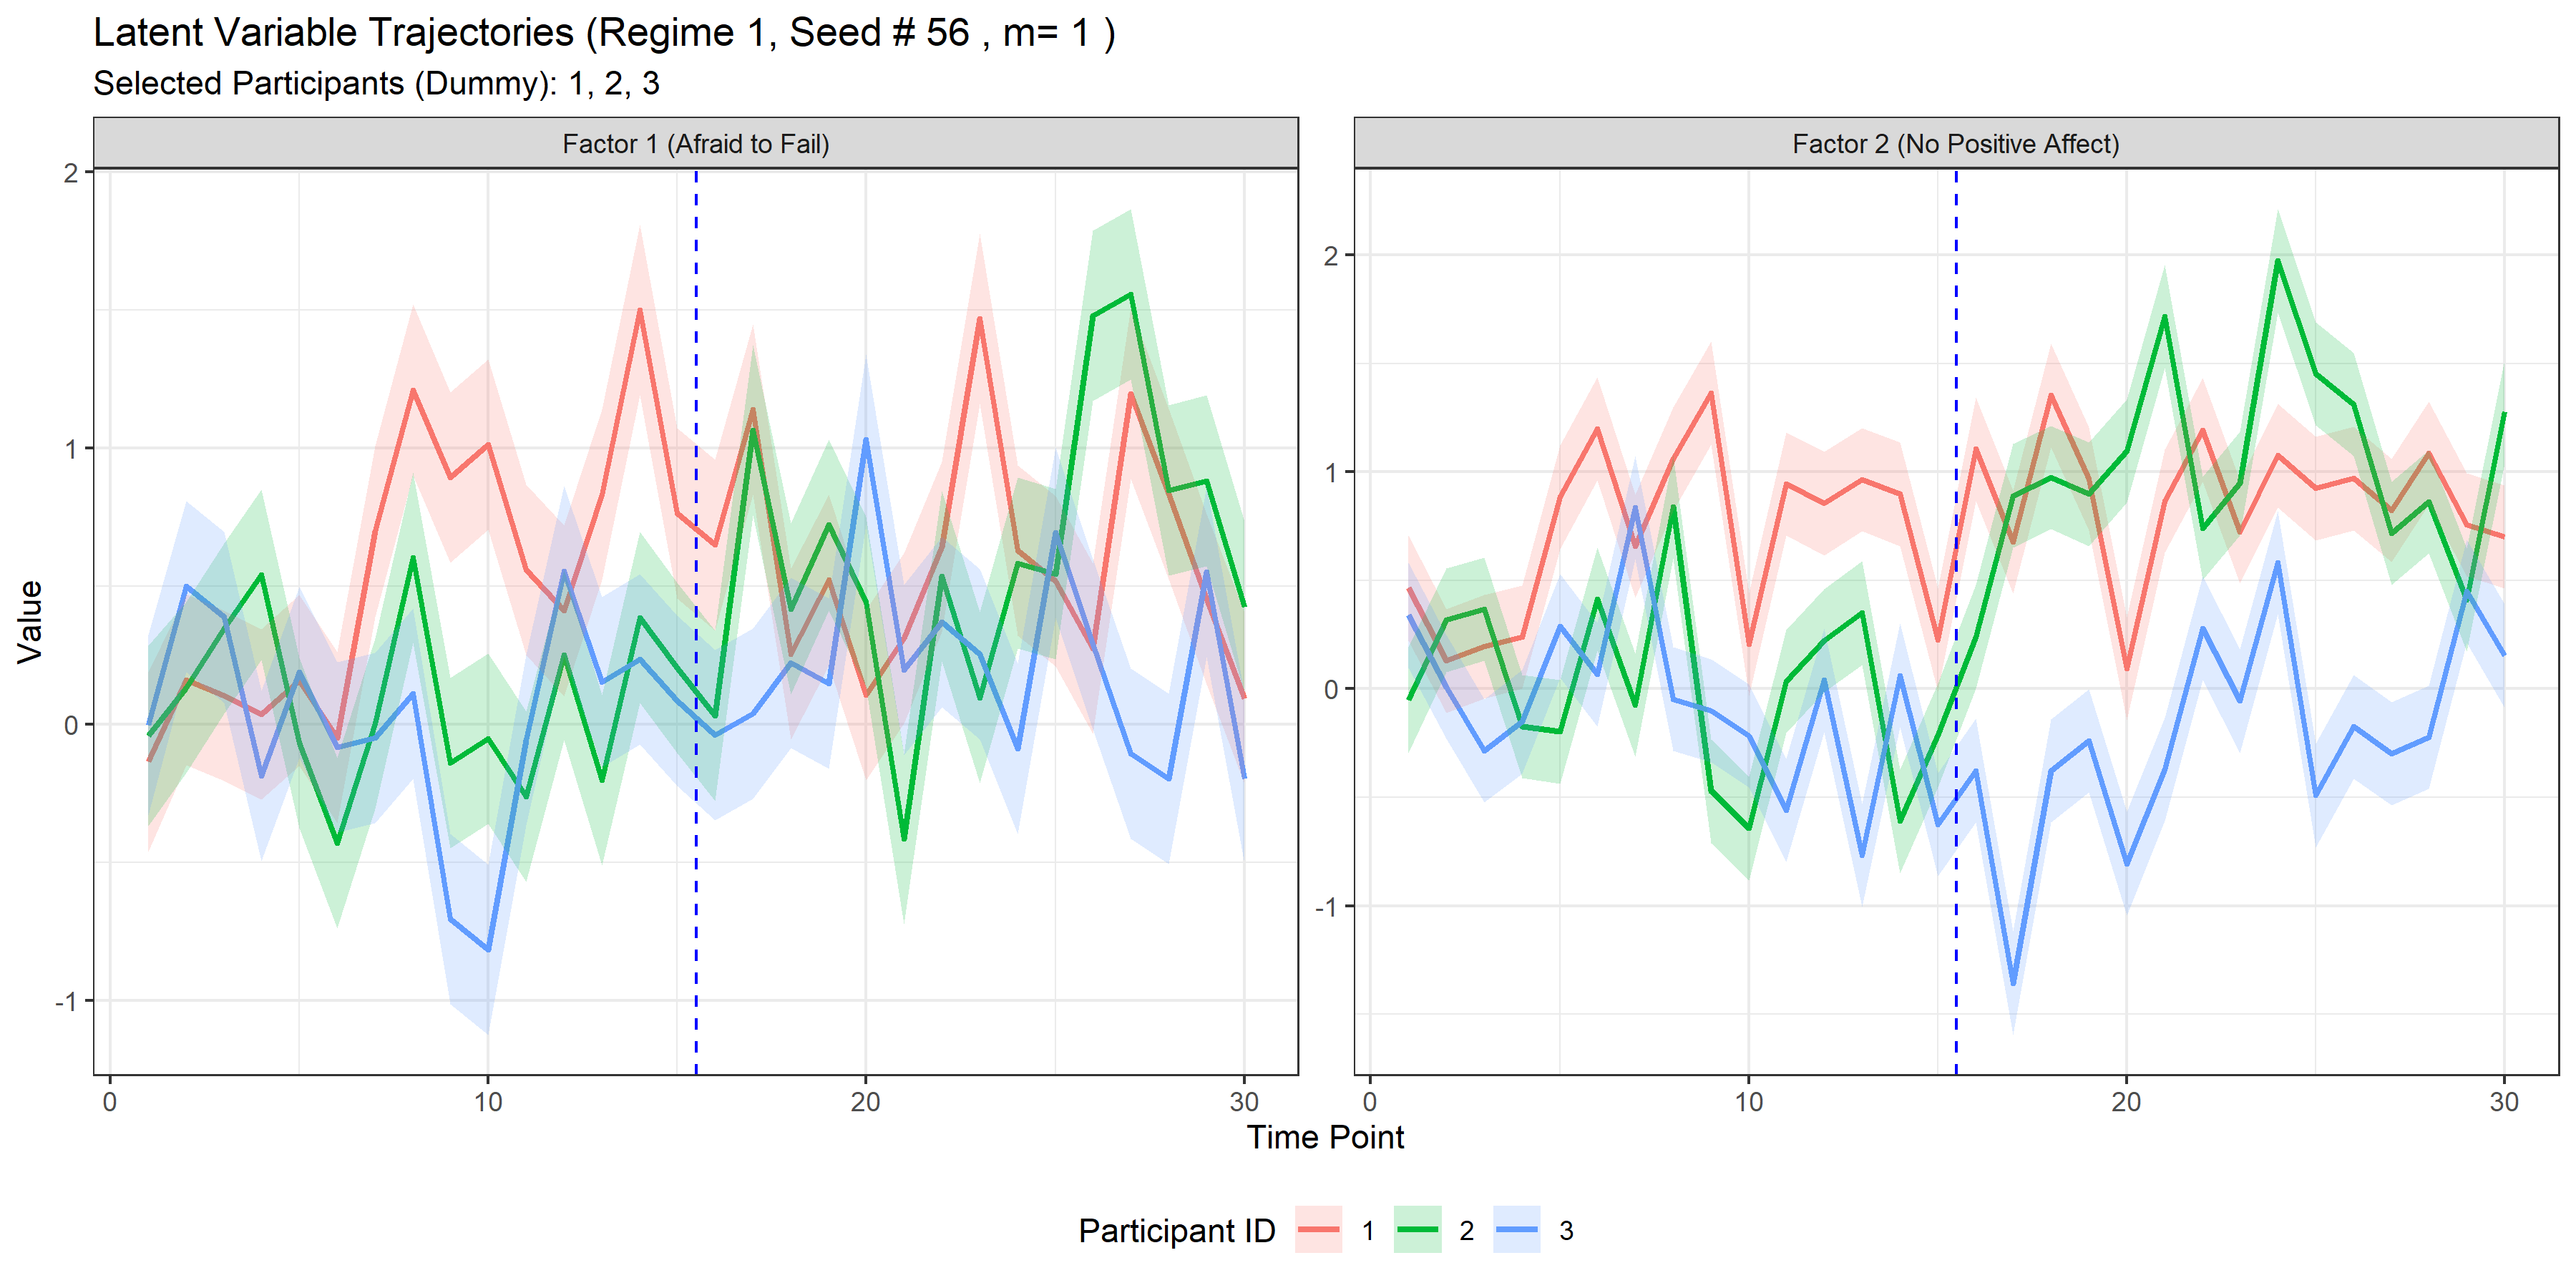 Latent Variable Trajectories (Regime 1, Seed # 56 , m= 1 )
Selected Participants (Dummy): 1, 2, 3
Factor 1 (Afraid to Fail)
Factor 2 (No Positive Affect)
Value
2
1
0
-1
2
1
0
-1
0 10 20 30
0 10 20 30
Time Point
Participant ID 1 2 3